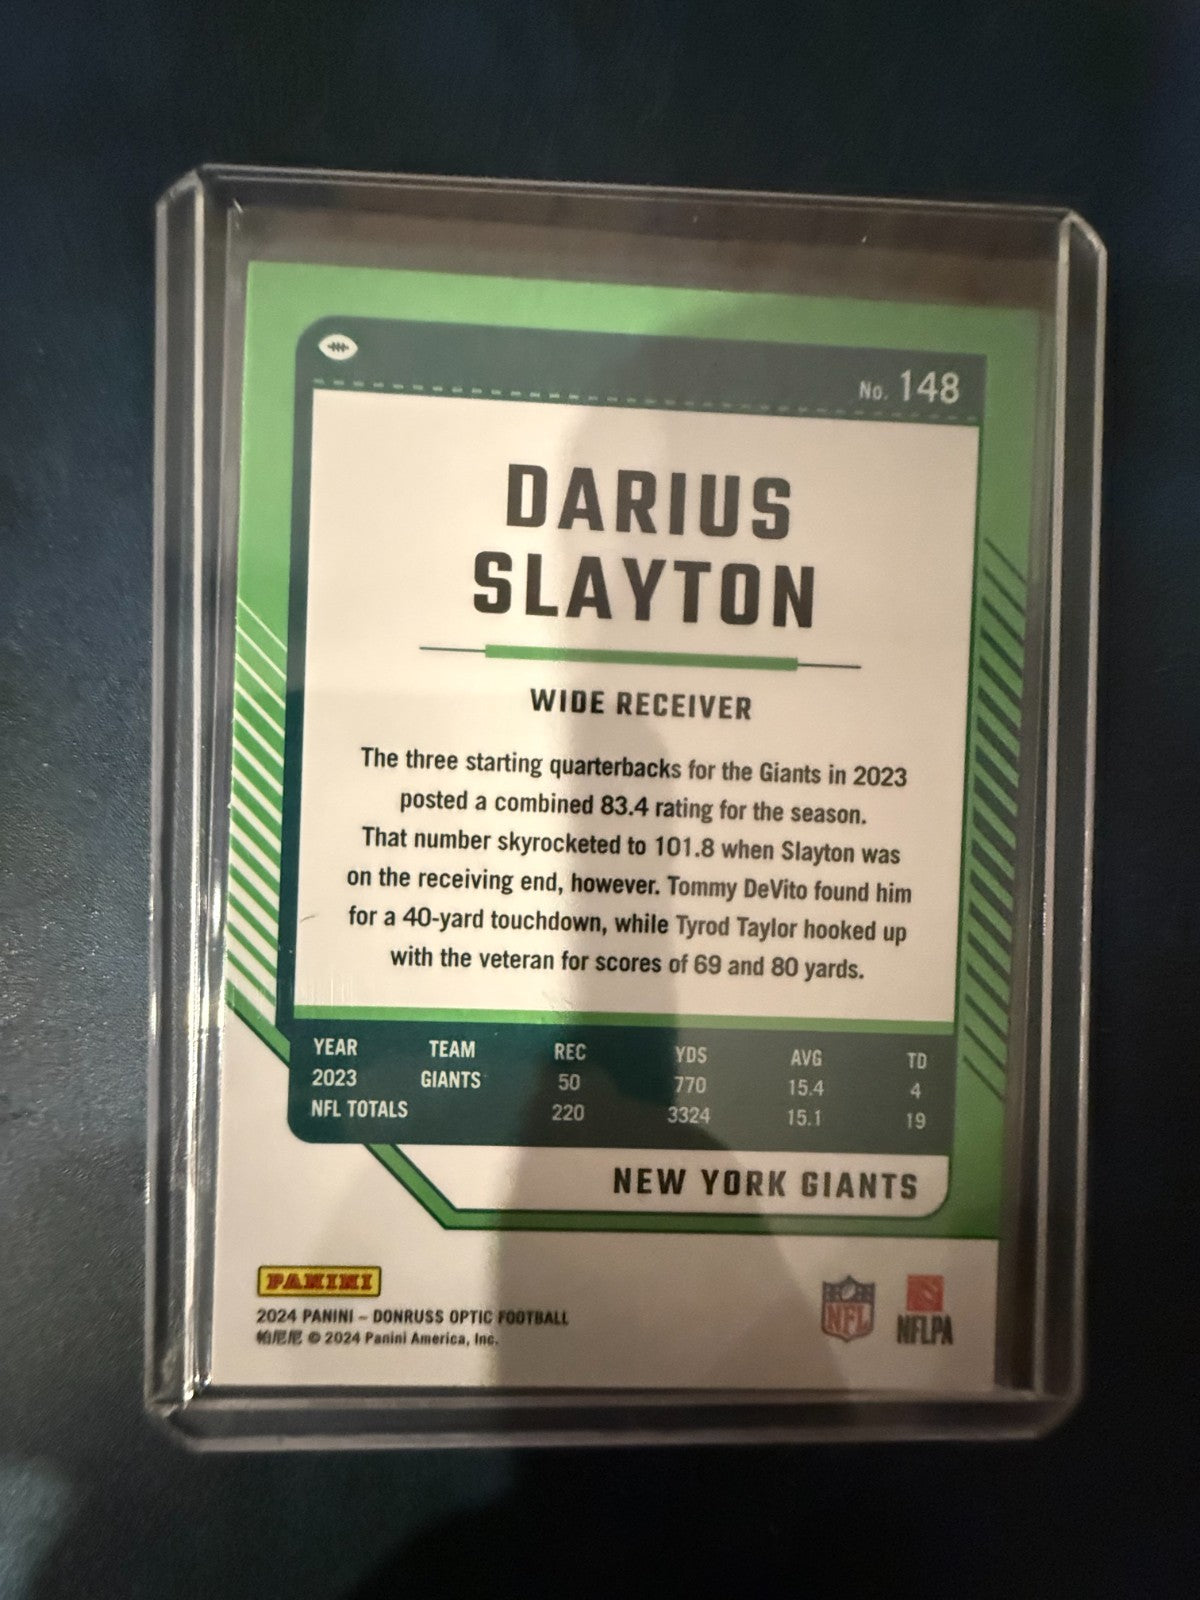 No. 148
DARIUS
SLAYTON
WIDE RECEIVER
The three starting quarterbacks for the Giants in 2023
posted a combined 83.4 rating for the season.
That number skyrocketed to 101.8 when Slayton was
on the receiving end, however. Tommy DeVito found him
for a 40-yard touchdown, while Tyrod Taylor hooked up
with the veteran for scores of 69 and 80 yards.
YEAR TEAM REC YDS AVG TD
2023 GIANTS 50 770 15.4 4
NFL TOTALS 220 3324 15.1 19
NEW YORK GIANTS
PANINI
2024 PANINI – DONRUSS OPTIC FOOTBALL
帕尼尼 © 2024 Panini America, Inc.
NFL
NFLPA